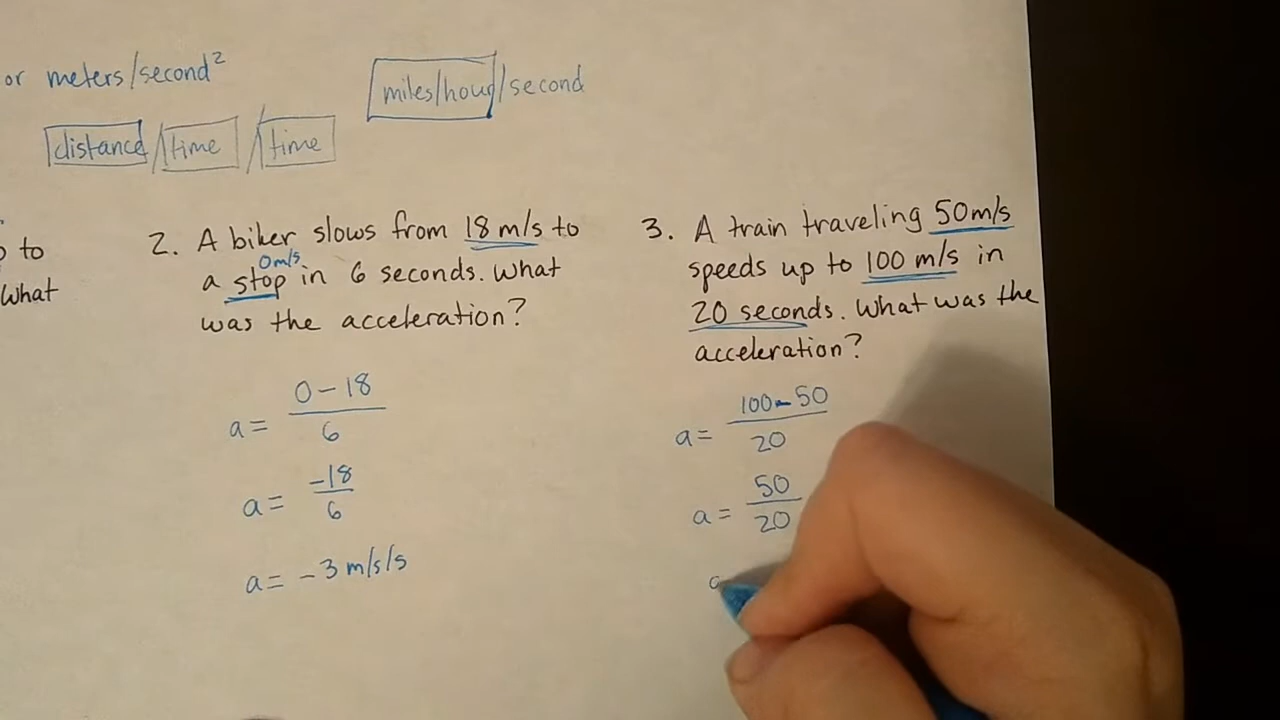 or meters/second²
miles/hour/second
distance/time/time
to
What
2. A biker slows from 18 m/s to
0m/s
a stop in 6 seconds. What
was the acceleration?
a = 0 - 18
6
a = -18
6
a = -3 m/s/s
3. A train traveling 50m/s
speeds up to 100 m/s in
20 seconds. What was the
acceleration?
a = 100 - 50
20
a = 50
20
a